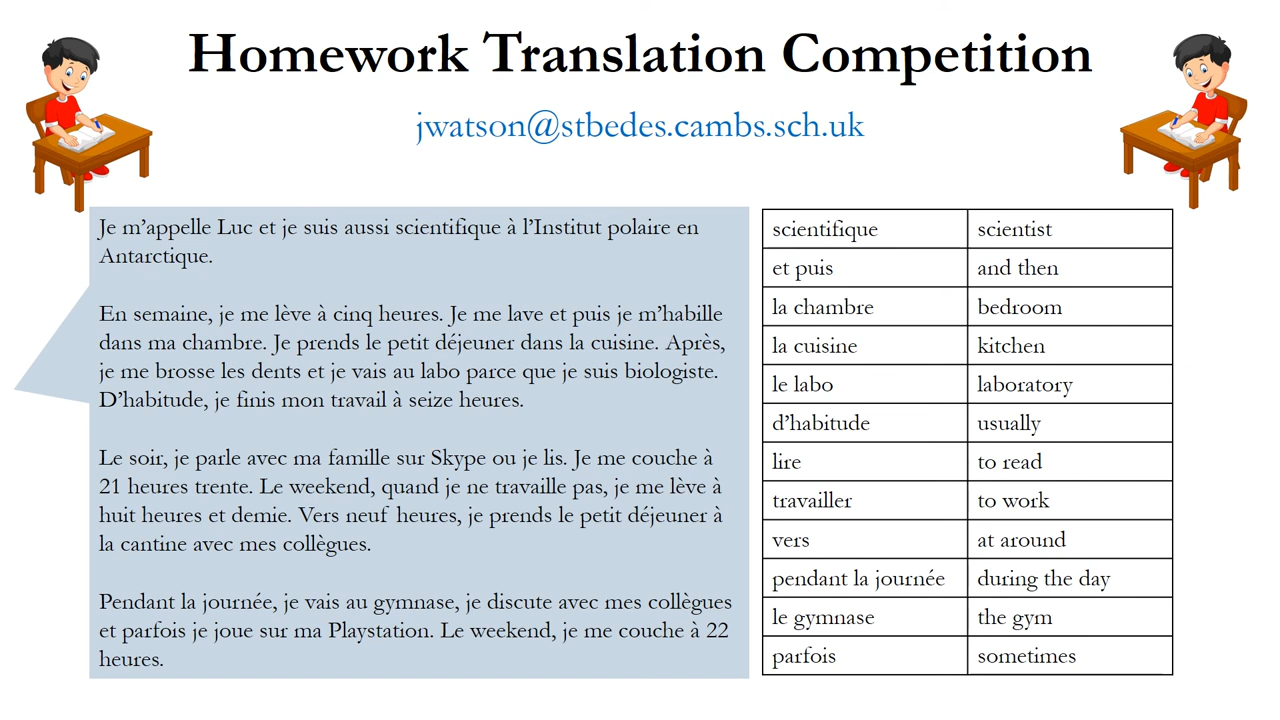 Homework Translation Competition
jwatson@stbedes.cambs.sch.uk
Je m’appelle Luc et je suis aussi scientifique à l’Institut polaire en
Antarctique.
En semaine, je me lève à cinq heures. Je me lave et puis je m’habille
dans ma chambre. Je prends le petit déjeuner dans la cuisine. Après,
je me brosse les dents et je vais au labo parce que je suis biologiste.
D’habitude, je finis mon travail à seize heures.
Le soir, je parle avec ma famille sur Skype ou je lis. Je me couche à
21 heures trente. Le weekend, quand je ne travaille pas, je me lève à
huit heures et demie. Vers neuf heures, je prends le petit déjeuner à
la cantine avec mes collègues.
Pendant la journée, je vais au gymnase, je discute avec mes collègues
et parfois je joue sur ma Playstation. Le weekend, je me couche à 22
heures.
scientifique scientist
et puis and then
la chambre bedroom
la cuisine kitchen
le labo laboratory
d’habitude usually
lire to read
travailler to work
vers at around
pendant la journée during the day
le gymnase the gym
parfois sometimes